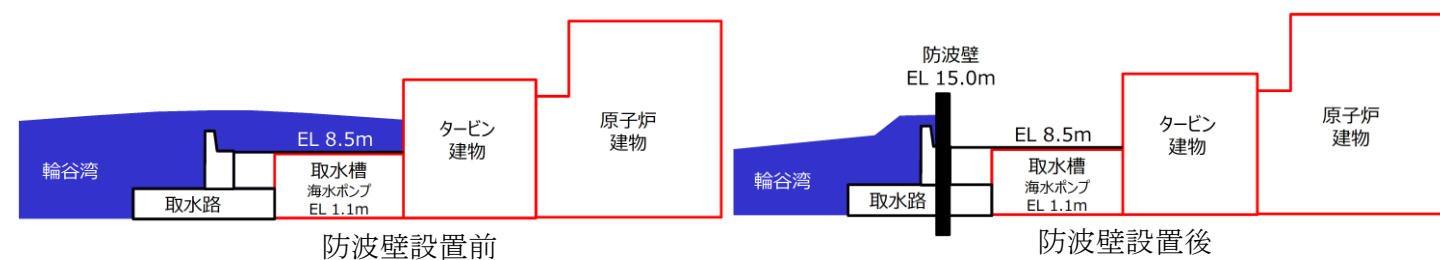 輪谷湾
取水路
EL 8.5m
取水槽
海水ポンプ
EL 1.1m
タービン
建物
原子炉
建物
防波壁設置前
防波壁
EL 15.0m
輪谷湾
取水路
EL 8.5m
取水槽
海水ポンプ
EL 1.1m
タービン
建物
原子炉
建物
防波壁設置後